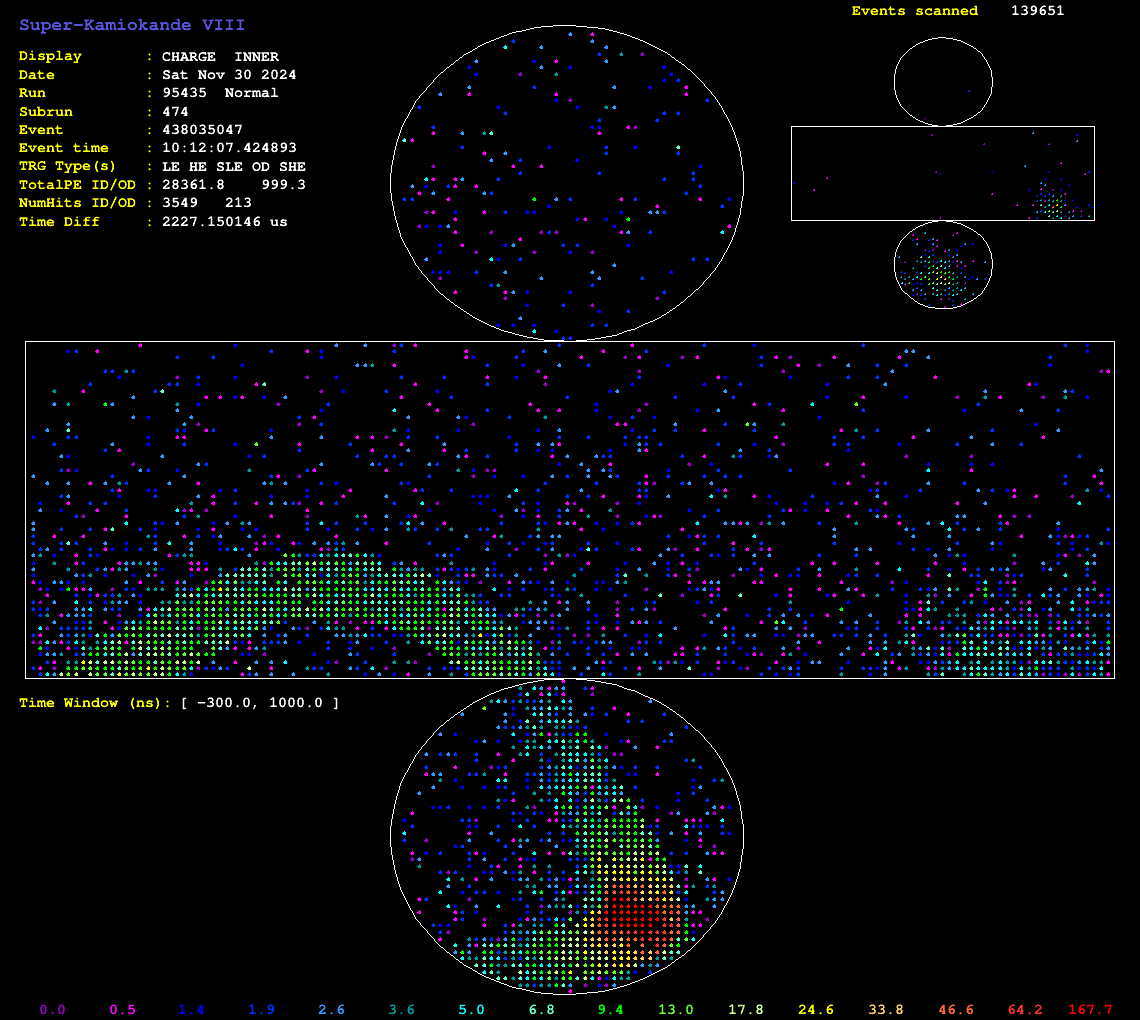 Super-Kamiokande VIII
Events scanned 139651
Display : CHARGE INNER
Date : Sat Nov 30 2024
Run : 95435 Normal
Subrun : 474
Event : 438035047
Event time : 10:12:07.424893
TRG Type(s) : LE HE SLE OD SHE
TotalPE ID/OD : 28361.8 999.3
NumHits ID/OD : 3549 213
Time Diff : 2227.150146 us
Time Window (ns): [ -300.0, 1000.0 ]
0.0 0.5 1.4 1.9 2.6 3.6 5.0 6.8 9.4 13.0 17.8 24.6 33.8 46.6 64.2 167.7